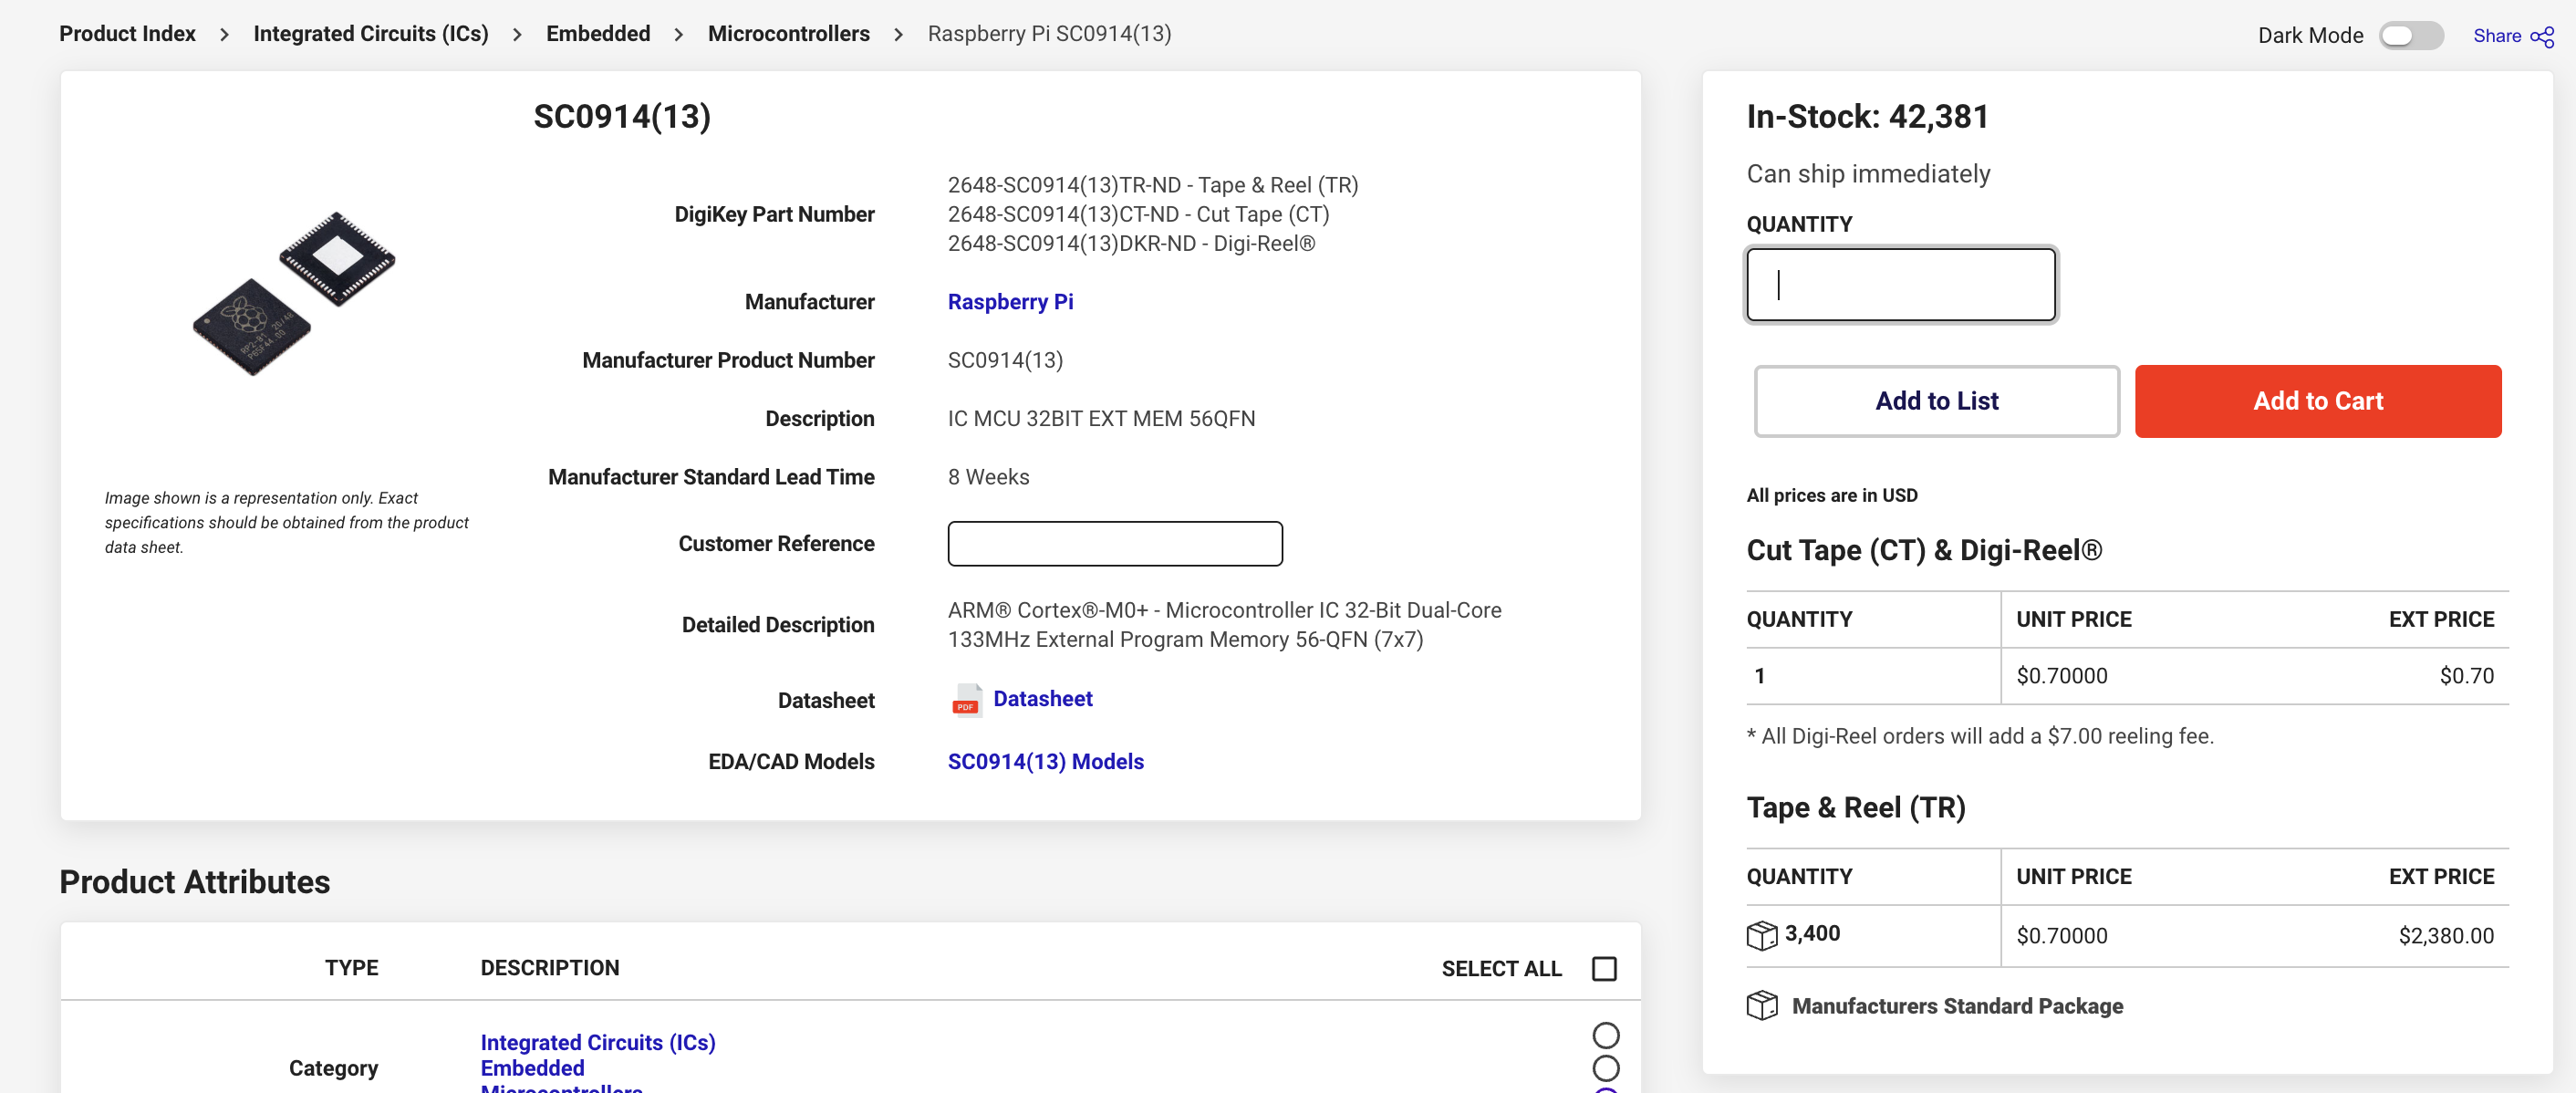 Product Index > Integrated Circuits (ICs) > Embedded > Microcontrollers > Raspberry Pi SC0914(13)
Dark Mode
Share
SC0914(13)
DigiKey Part Number
2648-SC0914(13)TR-ND - Tape & Reel (TR)
2648-SC0914(13)CT-ND - Cut Tape (CT)
2648-SC0914(13)DKR-ND - Digi-Reel®
Manufacturer
Raspberry Pi
Manufacturer Product Number
SC0914(13)
Description
IC MCU 32BIT EXT MEM 56QFN
Manufacturer Standard Lead Time
8 Weeks
Customer Reference
Detailed Description
ARM® Cortex®-M0+ - Microcontroller IC 32-Bit Dual-Core
133MHz External Program Memory 56-QFN (7x7)
Datasheet
PDF
Datasheet
EDA/CAD Models
SC0914(13) Models
RP2-B1 20/48
P65F44.00
Image shown is a representation only. Exact
specifications should be obtained from the product
data sheet.
Product Attributes
TYPE
DESCRIPTION
SELECT ALL
Category
Integrated Circuits (ICs)
Embedded
Microcontrollers
In-Stock: 42,381
Can ship immediately
QUANTITY
Add to List
Add to Cart
All prices are in USD
Cut Tape (CT) & Digi-Reel®
QUANTITY UNIT PRICE EXT PRICE
1 $0.70000 $0.70
* All Digi-Reel orders will add a $7.00 reeling fee.
Tape & Reel (TR)
QUANTITY UNIT PRICE EXT PRICE
3,400 $0.70000 $2,380.00
Manufacturers Standard Package